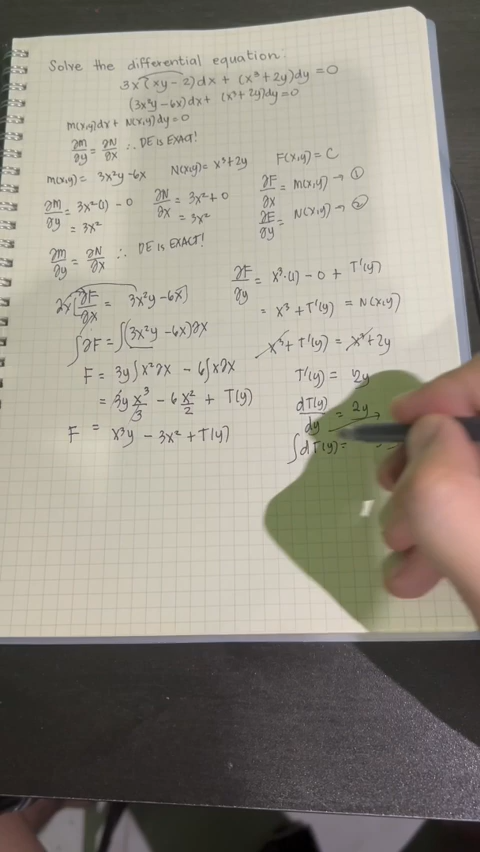 Solve the differential equation:
3x(xy-2)dx + (x³+2y)dy = 0
(3x²y-6x)dx + (x³+2y)dy = 0
M(x,y)dx + N(x,y)dy = 0
∂M/∂y = ∂N/∂x ∴ DE is EXACT!
M(x,y) = 3x²y-6x
N(x,y) = x³+2y
∂M/∂y = 3x²(1) - 0
= 3x²
∂N/∂x = 3x²+0
= 3x²
∂M/∂y = ∂N/∂x ∴ DE is EXACT!
F(x,y) = C
∂F/∂x = M(x,y) → ①
∂F/∂y = N(x,y) → ②
∂x[∂F/∂x = 3x²y-6x]
∫∂F = ∫(3x²y-6x)∂x
F = 3y∫x²∂x - 6∫x∂x
= 3y x³/3 - 6 x²/2 + T(y)
F = x³y - 3x² + T(y)
∂F/∂y = x³·(1) - 0 + T'(y)
= x³ + T'(y) = N(x,y)
x³ + T'(y) = x³+2y
T'(y) = 2y
dT(y)/dy = 2y
∫dT(y) =